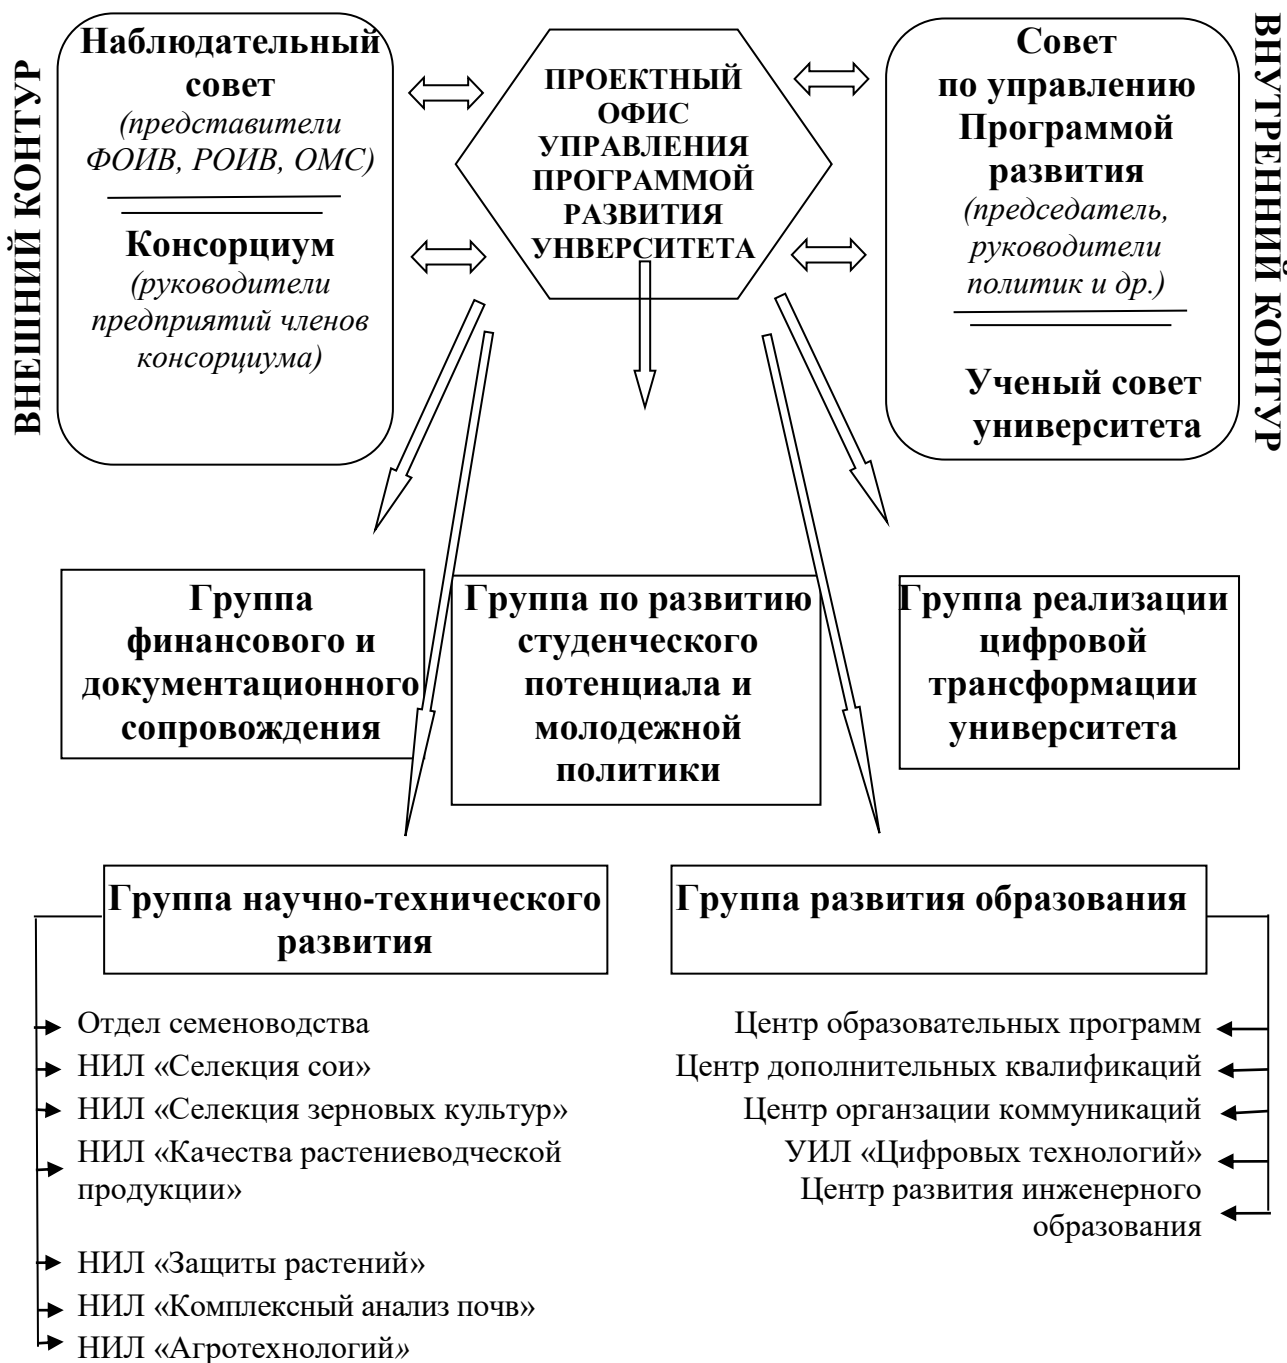 ВНЕШНИЙ КОНТУР
Наблюдательный
совет
(представители
ФОИВ, РОИВ, ОМС)
Консорциум
(руководители
предприятий членов
консорциума)
ПРОЕКТНЫЙ
ОФИС
УПРАВЛЕНИЯ
ПРОГРАММОЙ
РАЗВИТИЯ
УНВЕРСИТЕТА
Совет
по управлению
Программой
развития
(председатель,
руководители
политик и др.)
Ученый совет
университета
ВНУТРЕННИЙ КОНТУР
Группа
финансового и
документационного
сопровождения
Группа по развитию
студенческого
потенциала и
молодежной
политики
Группа реализации
цифровой
трансформации
университета
Группа научно-технического
развития
Отдел семеноводства
НИЛ «Селекция сои»
НИЛ «Селекция зерновых культур»
НИЛ «Качества растениеводческой
продукции»
НИЛ «Защиты растений»
НИЛ «Комплексный анализ почв»
НИЛ «Агротехнологий»
Группа развития образования
Центр образовательных программ
Центр дополнительных квалификаций
Центр органзации коммуникаций
УИЛ «Цифровых технологий»
Центр развития инженерного
образования